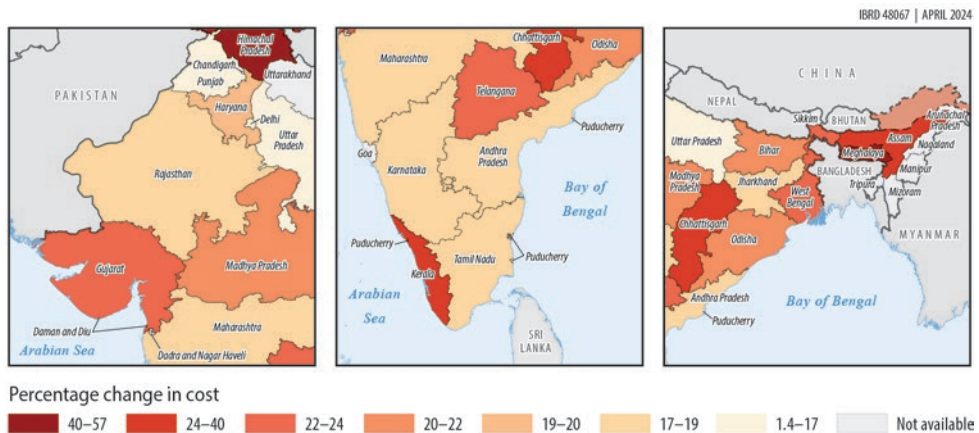 IBRD 48067 | APRIL 2024
Himachal
Pradesh
Chandigarh
Punjab
Uttarakhand
PAKISTAN
Haryana
Delhi
Uttar
Pradesh
Rajasthan
Gujarat
Madhya Pradesh
Daman and Diu
Maharashtra
Arabian Sea
Dadra and Nagar Haveli
Chhattisgarh
Odisha
Maharashtra
Telangana
Puducherry
Goa
Karnataka
Andhra
Pradesh
Bay of
Bengal
Puducherry
Kerala
Tamil Nadu
Puducherry
Arabian
Sea
SRI
LANKA
CHINA
NEPAL
BHUTAN
Sikkim
Arunachal
Pradesh
Uttar Pradesh
Assam
Nagaland
Bihar
Meghalaya
Manipur
BANGLADESH
Madhya
Pradesh
Jharkhand
Tripura
Mizoram
West
Bengal
Chhattisgarh
MYANMAR
Odisha
Andhra Pradesh
Bay of Bengal
Puducherry
Percentage change in cost
40–57 24–40 22–24 20–22 19–20 17–19 1.4–17 Not available